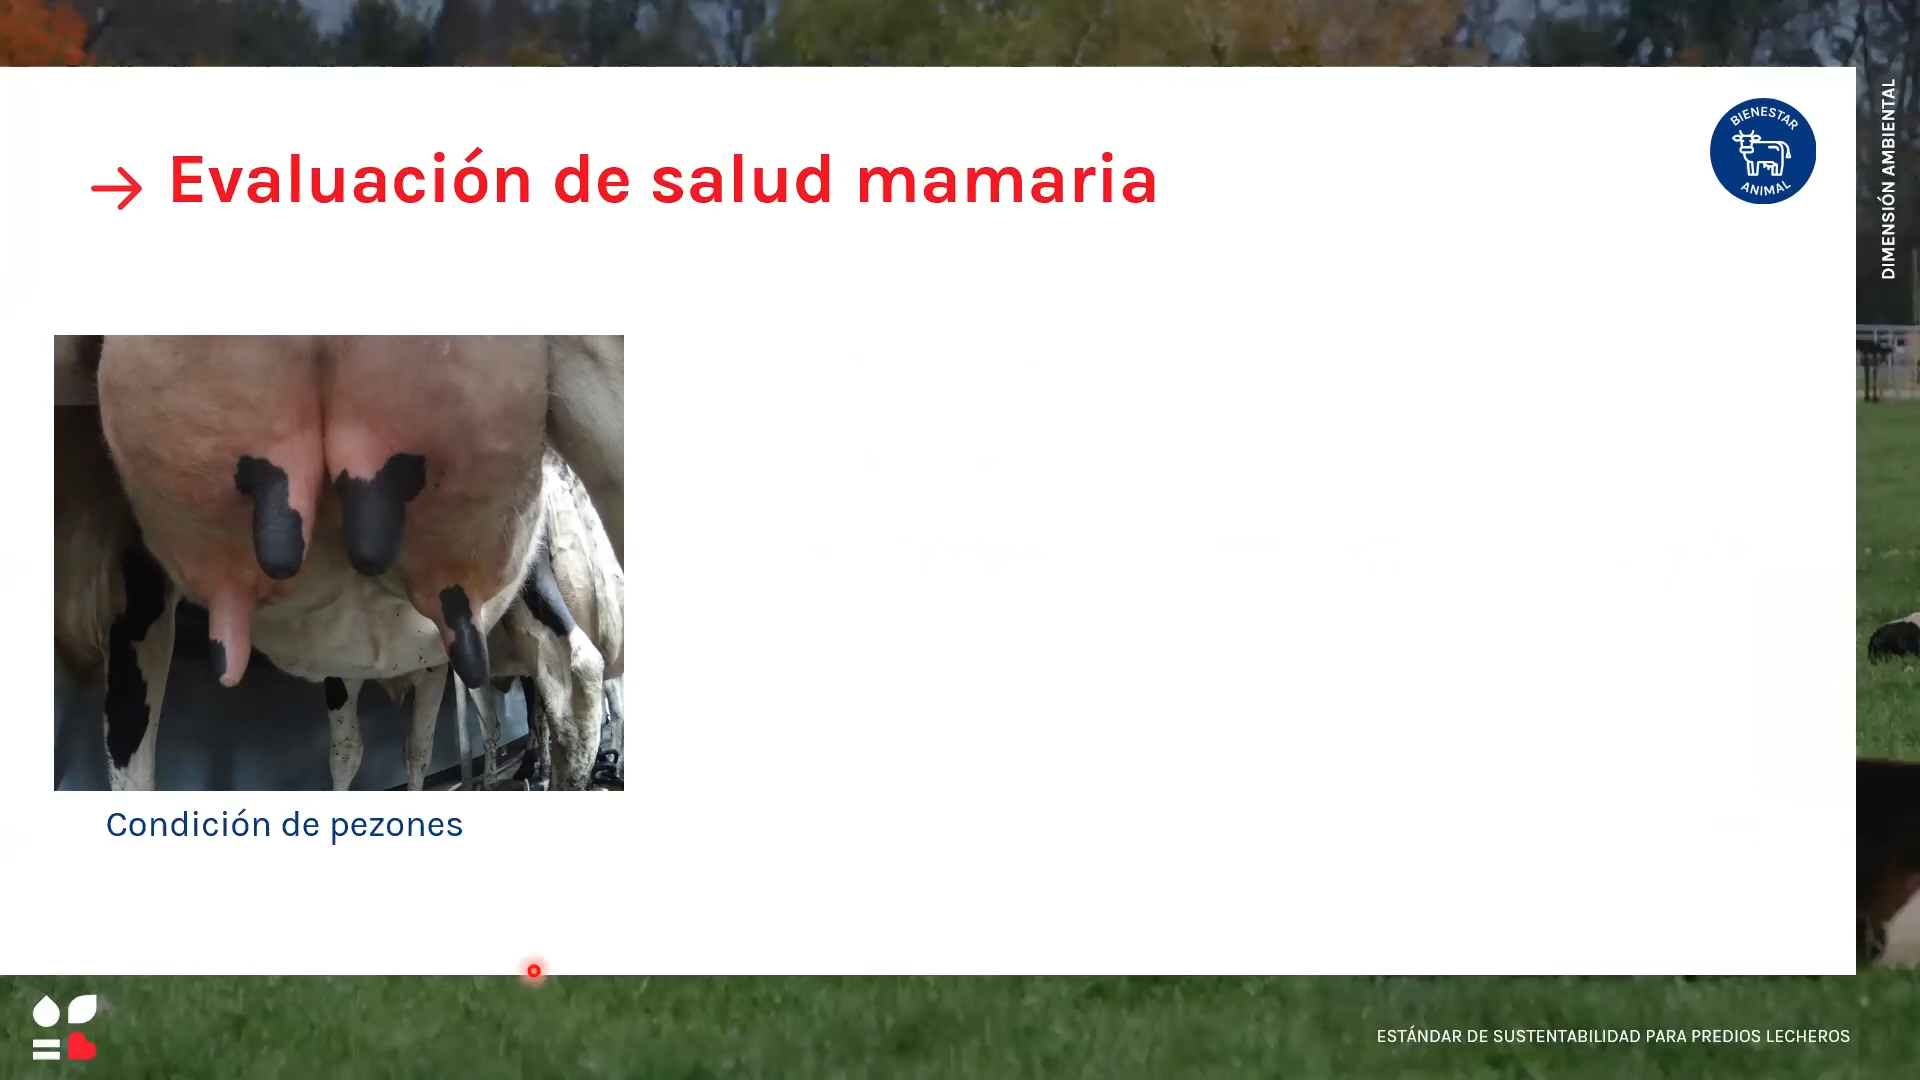 → Evaluación de salud mamaria
BIENESTAR
ANIMAL
DIMENSIÓN AMBIENTAL
Condición de pezones
ESTÁNDAR DE SUSTENTABILIDAD PARA PREDIOS LECHEROS